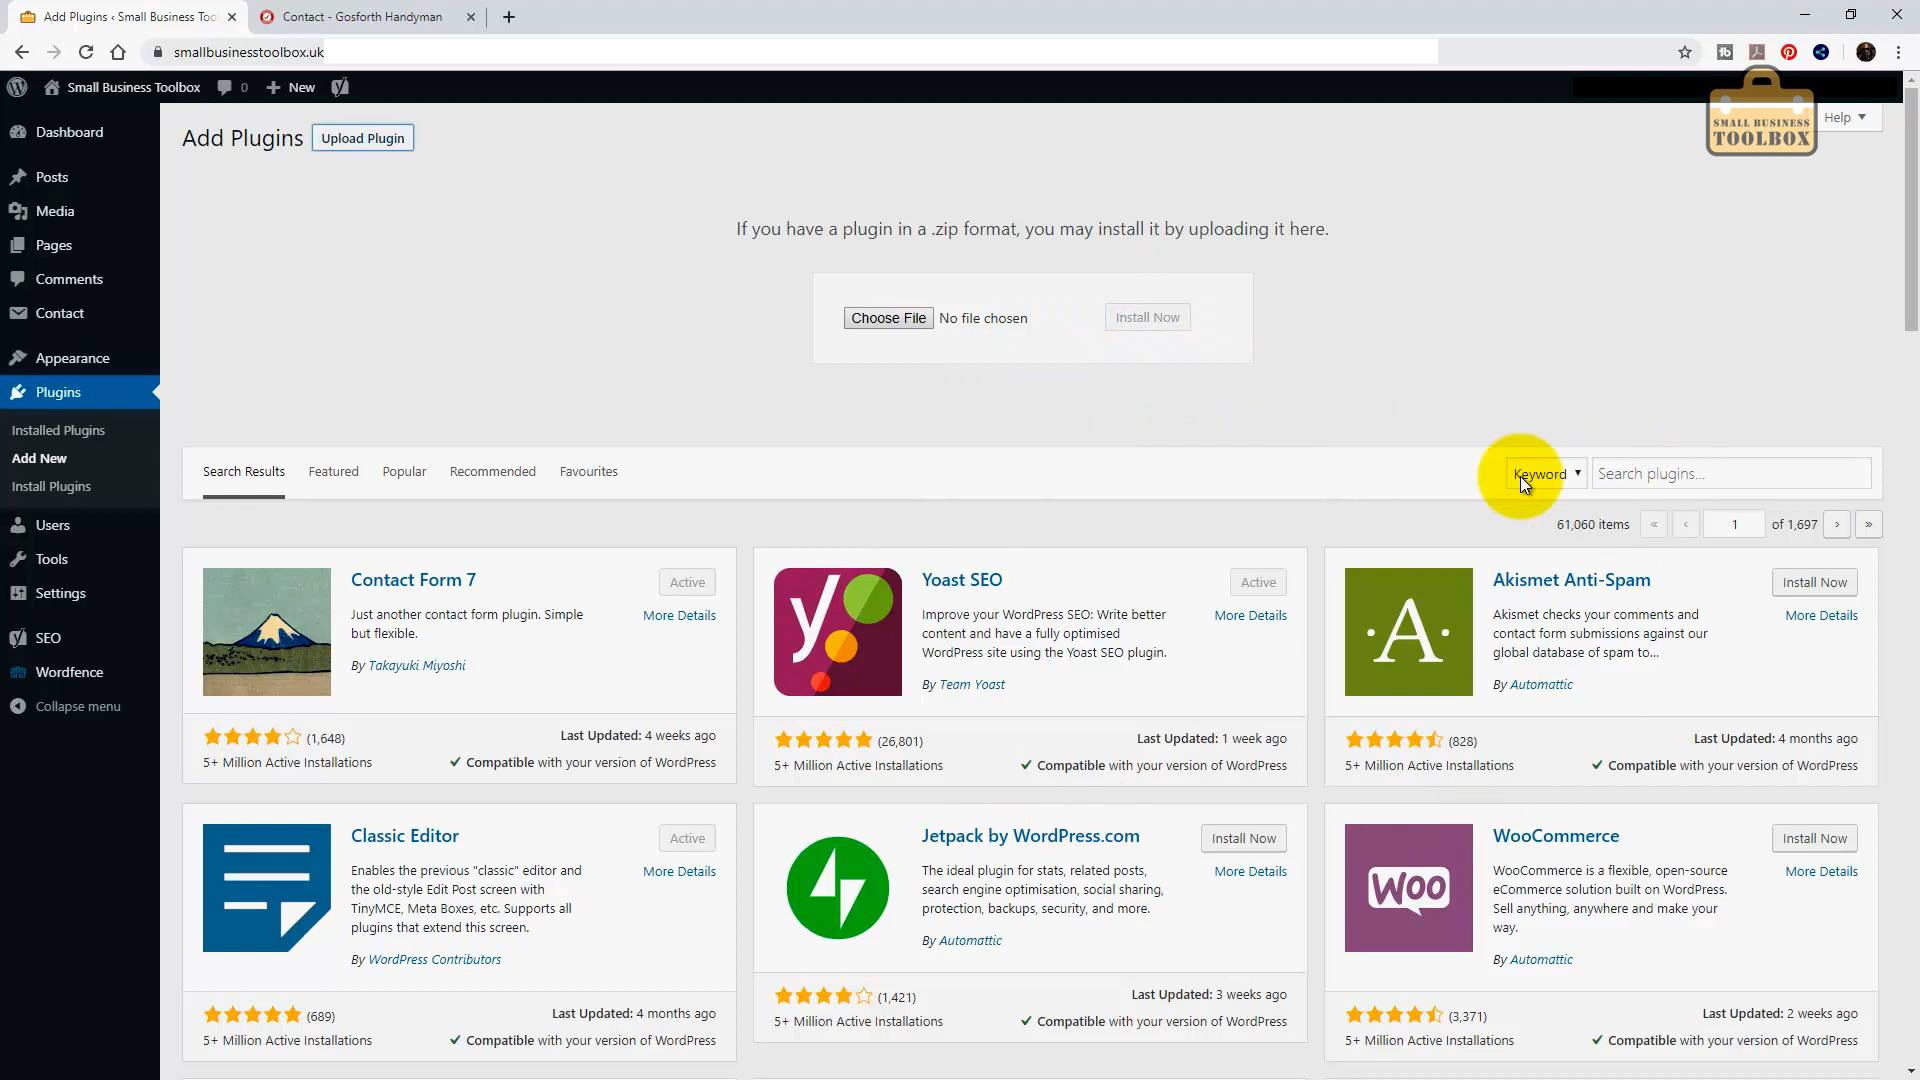 Add Plugins ‹ Small Business Too
Contact - Gosforth Handyman
smallbusinesstoolbox.uk
Small Business Toolbox
0
New
Dashboard
Posts
Media
Pages
Comments
Contact
Appearance
Plugins
Installed Plugins
Add New
Install Plugins
Users
Tools
Settings
SEO
Wordfence
Collapse menu
Add Plugins
Upload Plugin
SMALL BUSINESS
TOOLBOX
Help
If you have a plugin in a .zip format, you may install it by uploading it here.
Choose File No file chosen
Install Now
Search Results
Featured
Popular
Recommended
Favourites
Keyword
Search plugins...
61,060 items « ‹ 1 of 1,697 › »
Contact Form 7
Active
More Details
Just another contact form plugin. Simple
but flexible.
By Takayuki Miyoshi
(1,648)
Last Updated: 4 weeks ago
5+ Million Active Installations
Compatible with your version of WordPress
Yoast SEO
Active
More Details
Improve your WordPress SEO: Write better
content and have a fully optimised
WordPress site using the Yoast SEO plugin.
By Team Yoast
(26,801)
Last Updated: 1 week ago
5+ Million Active Installations
Compatible with your version of WordPress
·A·
Akismet Anti-Spam
Install Now
More Details
Akismet checks your comments and
contact form submissions against our
global database of spam to...
By Automattic
(828)
Last Updated: 4 months ago
5+ Million Active Installations
Compatible with your version of WordPress
Classic Editor
Active
More Details
Enables the previous "classic" editor and
the old-style Edit Post screen with
TinyMCE, Meta Boxes, etc. Supports all
plugins that extend this screen.
By WordPress Contributors
(689)
Last Updated: 4 months ago
5+ Million Active Installations
Compatible with your version of WordPress
Jetpack by WordPress.com
Install Now
More Details
The ideal plugin for stats, related posts,
search engine optimisation, social sharing,
protection, backups, security, and more.
By Automattic
(1,421)
Last Updated: 3 weeks ago
5+ Million Active Installations
Compatible with your version of WordPress
WOO
WooCommerce
Install Now
More Details
WooCommerce is a flexible, open-source
eCommerce solution built on WordPress.
Sell anything, anywhere and make your
way.
By Automattic
(3,371)
Last Updated: 2 weeks ago
5+ Million Active Installations
Compatible with your version of WordPress